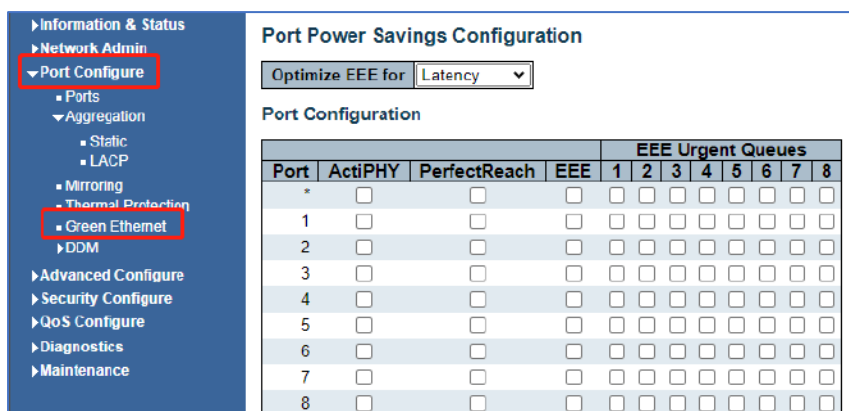 Information & Status
Network Admin
Port Configure
Ports
Aggregation
Static
LACP
Mirroring
Thermal Protection
Green Ethernet
DDM
Advanced Configure
Security Configure
QoS Configure
Diagnostics
Maintenance
Port Power Savings Configuration
Optimize EEE for Latency
Port Configuration
EEE Urgent Queues
Port ActiPHY PerfectReach EEE 1 2 3 4 5 6 7 8
*
1
2
3
4
5
6
7
8